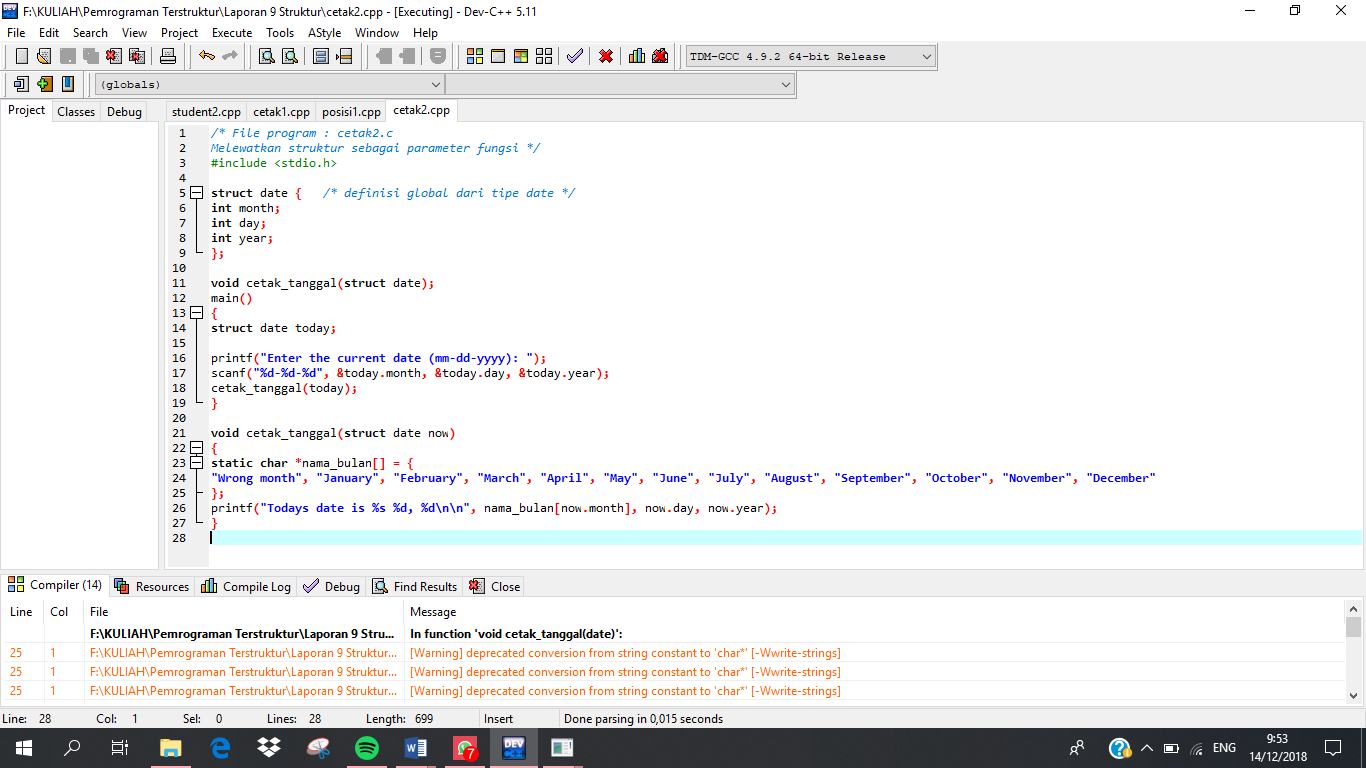 F:\KULIAH\Pemrograman Terstruktur\Laporan 9 Struktur\cetak2.cpp - [Executing] - Dev-C++ 5.11
File Edit Search View Project Execute Tools AStyle Window Help
TDM-GCC 4.9.2 64-bit Release
(globals)
Project Classes Debug student2.cpp cetak1.cpp posisi1.cpp cetak2.cpp
1 /* File program : cetak2.c
2 Melewatkan struktur sebagai parameter fungsi */
3 #include <stdio.h>
4
5 struct date { /* definisi global dari tipe date */
6 int month;
7 int day;
8 int year;
9 };
10
11 void cetak_tanggal(struct date);
12 main()
13 {
14 struct date today;
15
16 printf("Enter the current date (mm-dd-yyyy): ");
17 scanf("%d-%d-%d", &today.month, &today.day, &today.year);
18 cetak_tanggal(today);
19 }
20
21 void cetak_tanggal(struct date now)
22 {
23 static char *nama_bulan[] = {
24 "Wrong month", "January", "February", "March", "April", "May", "June", "July", "August", "September", "October", "November", "December"
25 };
26 printf("Todays date is %s %d, %d\n\n", nama_bulan[now.month], now.day, now.year);
27 }
28
Compiler (14) Resources Compile Log Debug Find Results Close
Line Col File Message
F:\KULIAH\Pemrograman Terstruktur\Laporan 9 Stru... In function 'void cetak_tanggal(date)':
25 1 F:\KULIAH\Pemrograman Terstruktur\Laporan 9 Struktur... [Warning] deprecated conversion from string constant to 'char*' [-Wwrite-strings]
25 1 F:\KULIAH\Pemrograman Terstruktur\Laporan 9 Struktur... [Warning] deprecated conversion from string constant to 'char*' [-Wwrite-strings]
25 1 F:\KULIAH\Pemrograman Terstruktur\Laporan 9 Struktur... [Warning] deprecated conversion from string constant to 'char*' [-Wwrite-strings]
Line: 28 Col: 1 Sel: 0 Lines: 28 Length: 699 Insert Done parsing in 0,015 seconds
7 DEV ENG 9:53
14/12/2018